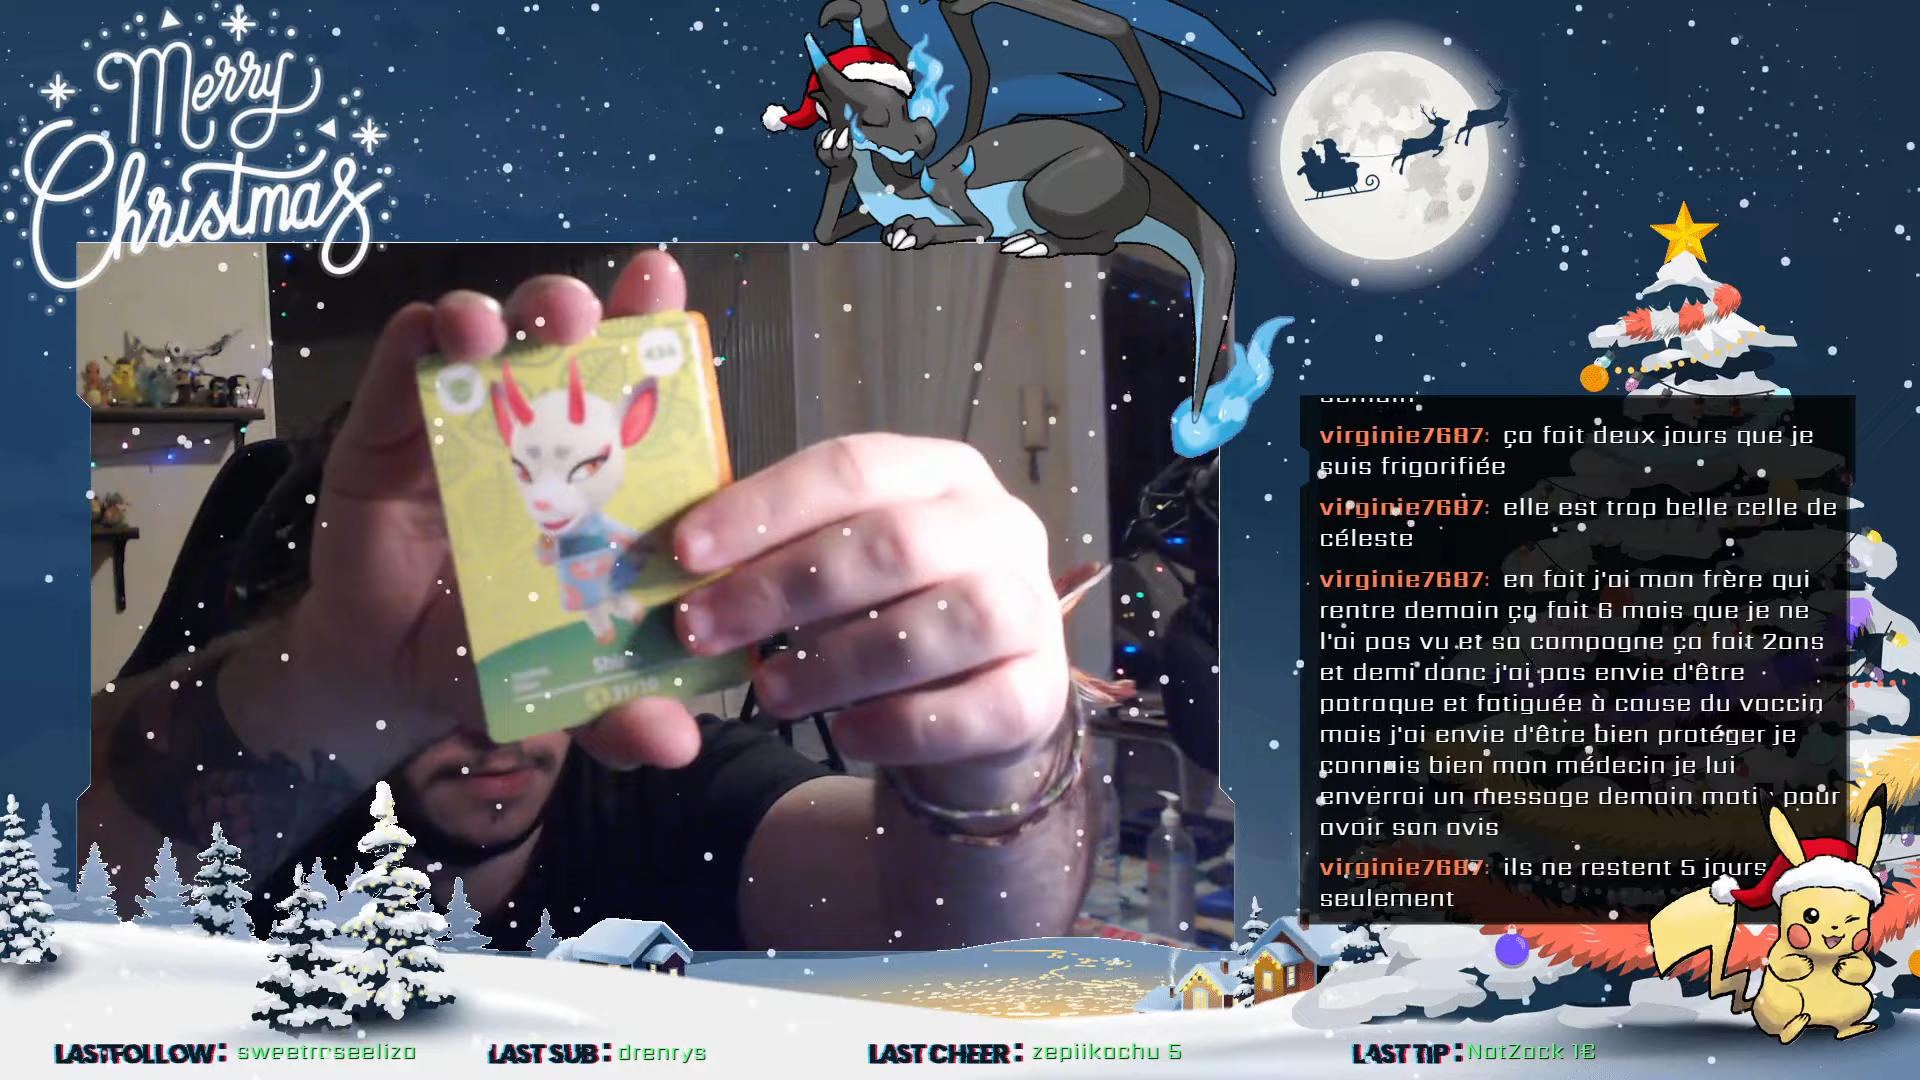 Merry
Christmas
434
virginie7687: ça fait deux jours que je
suis frigorifiée
virginie7687: elle est trop belle celle de
céleste
virginie7687: en fait j'ai mon frère qui
rentre demain ça fait 6 mois que je ne
l'ai pas vu et sa compagne ça fait 2ans
et demi donc j'ai pas envie d'être
patraque et fatiguée à cause du vaccin
mais j'ai envie d'être bien protéger je
connais bien mon médecin je lui
enverrai un message demain mati pour
avoir son avis
virginie7687: ils ne restent 5 jours
seulement
LAST FOLLOW : sweetroseeliza
LAST SUB : drenrys
LAST CHEER : zepiikachu 5
LAST TIP : NotZack 1€